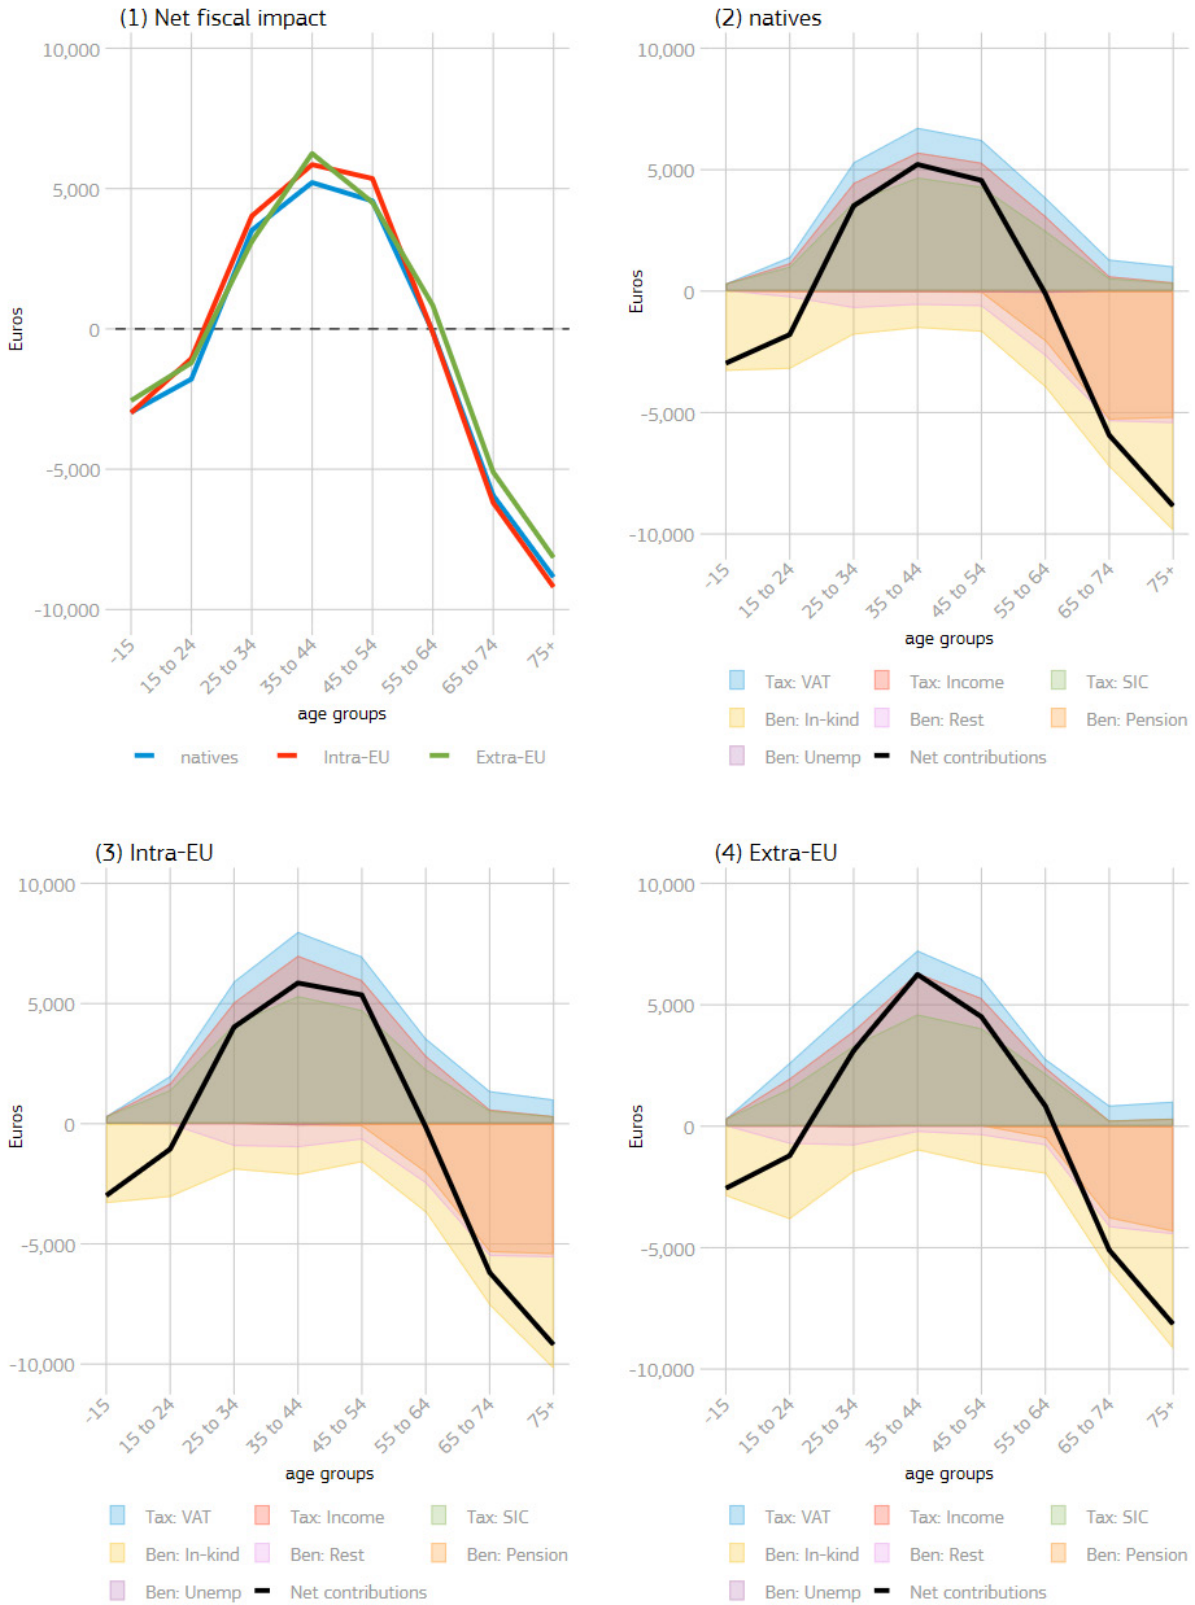 (1) Net fiscal impact
10,000
5,000
0
-5,000
-10,000
Euros
-15
15 to 24
25 to 34
35 to 44
45 to 54
55 to 64
65 to 74
75+
age groups
natives Intra-EU Extra-EU
(2) natives
10,000
5,000
0
-5,000
-10,000
Euros
-15
15 to 24
25 to 34
35 to 44
45 to 54
55 to 64
65 to 74
75+
age groups
Tax: VAT Tax: Income Tax: SIC
Ben: In-kind Ben: Rest Ben: Pension
Ben: Unemp Net contributions
(3) Intra-EU
10,000
5,000
0
-5,000
-10,000
Euros
-15
15 to 24
25 to 34
35 to 44
45 to 54
55 to 64
65 to 74
75+
age groups
Tax: VAT Tax: Income Tax: SIC
Ben: In-kind Ben: Rest Ben: Pension
Ben: Unemp Net contributions
(4) Extra-EU
10,000
5,000
0
-5,000
-10,000
Euros
-15
15 to 24
25 to 34
35 to 44
45 to 54
55 to 64
65 to 74
75+
age groups
Tax: VAT Tax: Income Tax: SIC
Ben: In-kind Ben: Rest Ben: Pension
Ben: Unemp Net contributions